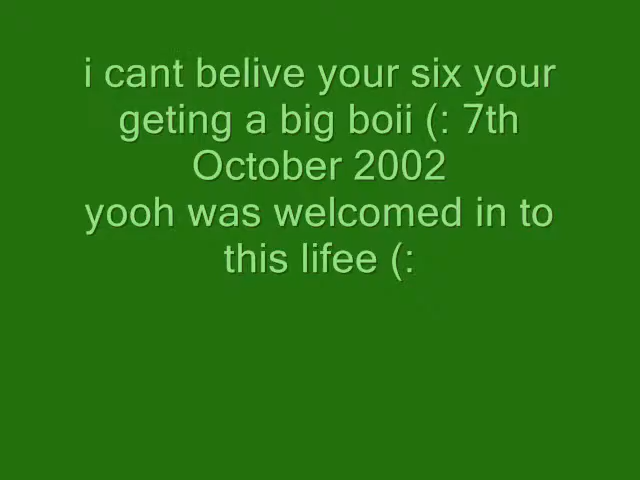 i cant belive your six your
geting a big boii (: 7th
October 2002
yooh was welcomed in to
this lifee (: